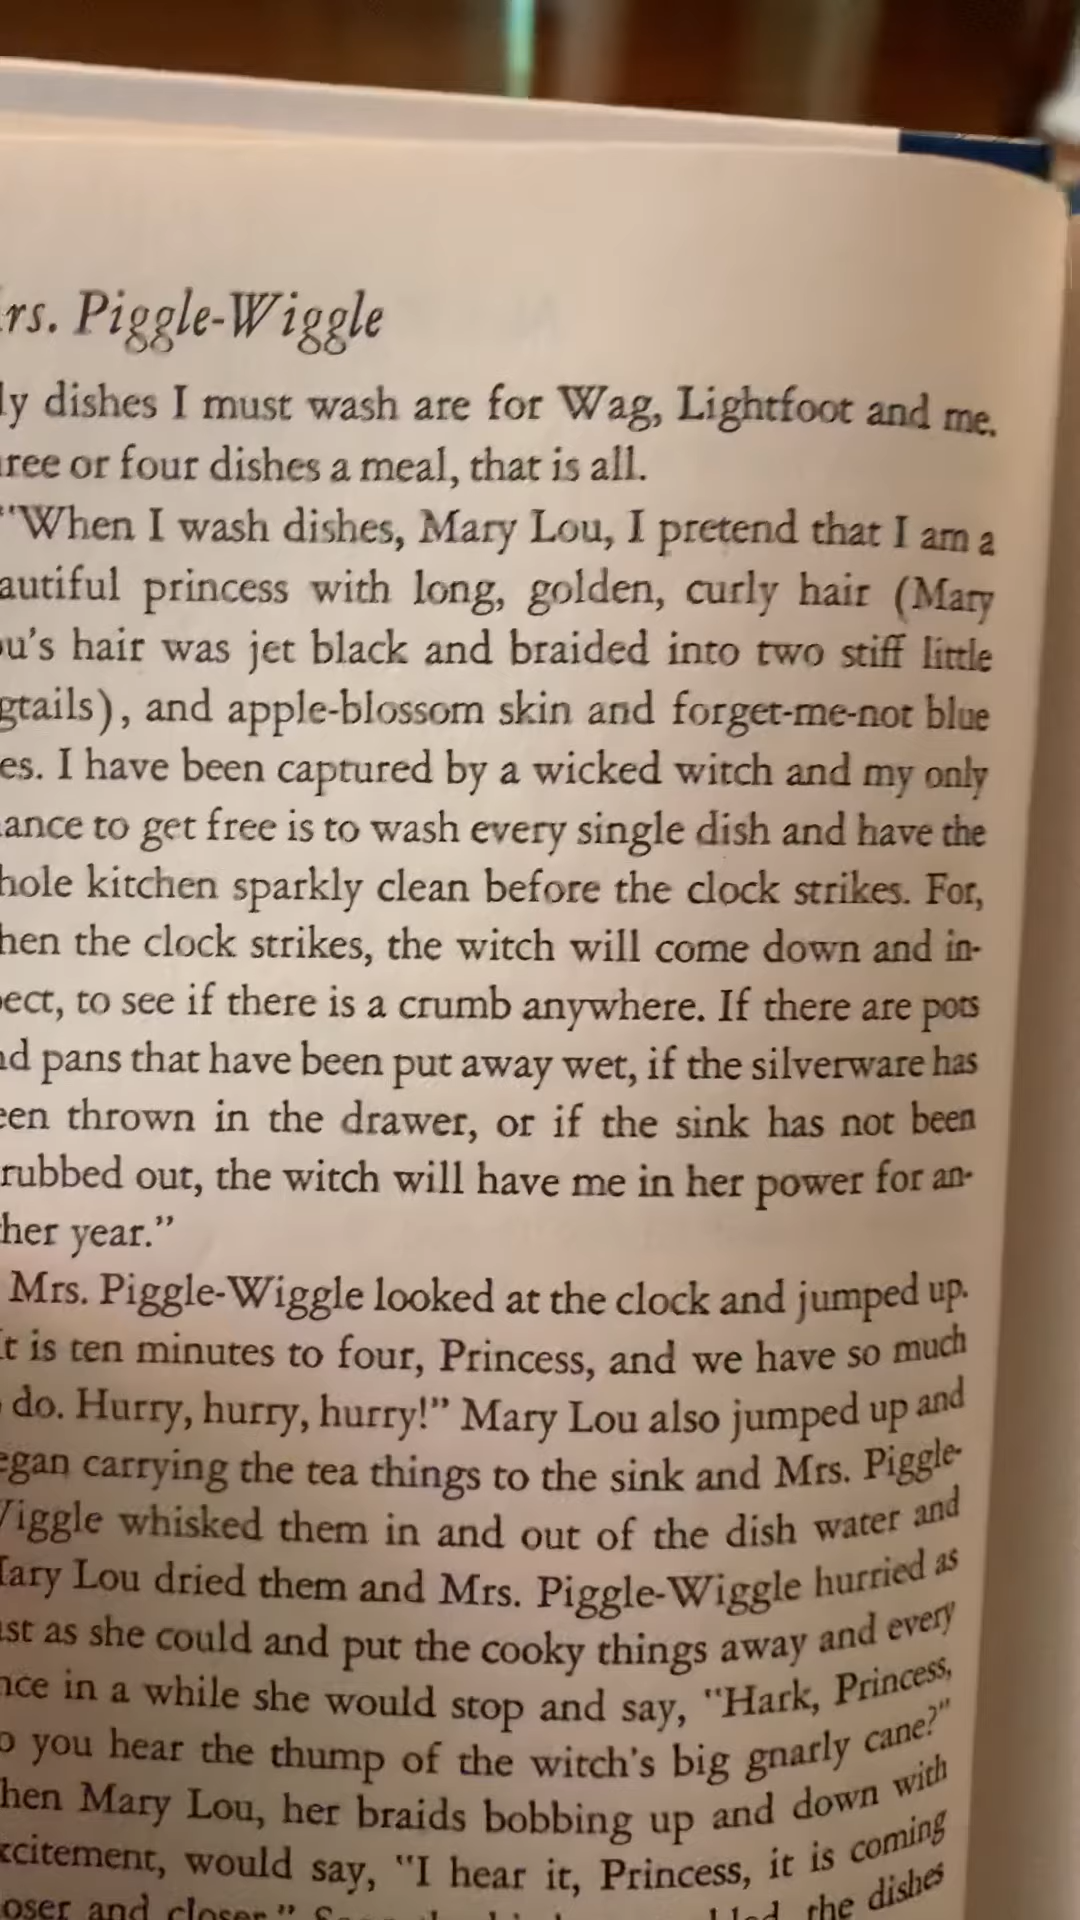 rs. Piggle-Wiggle
ly dishes I must wash are for Wag, Lightfoot and me.
ree or four dishes a meal, that is all.
"When I wash dishes, Mary Lou, I pretend that I am a
autiful princess with long, golden, curly hair (Mary
u's hair was jet black and braided into two stiff little
gtails), and apple-blossom skin and forget-me-not blue
es. I have been captured by a wicked witch and my only
ance to get free is to wash every single dish and have the
hole kitchen sparkly clean before the clock strikes. For,
hen the clock strikes, the witch will come down and in-
ect, to see if there is a crumb anywhere. If there are pots
d pans that have been put away wet, if the silverware has
een thrown in the drawer, or if the sink has not been
rubbed out, the witch will have me in her power for an-
her year."
Mrs. Piggle-Wiggle looked at the clock and jumped up.
t is ten minutes to four, Princess, and we have so much
do. Hurry, hurry, hurry!" Mary Lou also jumped up and
egan carrying the tea things to the sink and Mrs. Piggle-
iggle whisked them in and out of the dish water and
ary Lou dried them and Mrs. Piggle-Wiggle hurried as
st as she could and put the cooky things away and every
nce in a while she would stop and say, "Hark, Princess,
o you hear the thump of the witch's big gnarly cane?"
hen Mary Lou, her braids bobbing up and down with
xcitement, would say, "I hear it, Princess, it is coming
oser and closer." the dishes